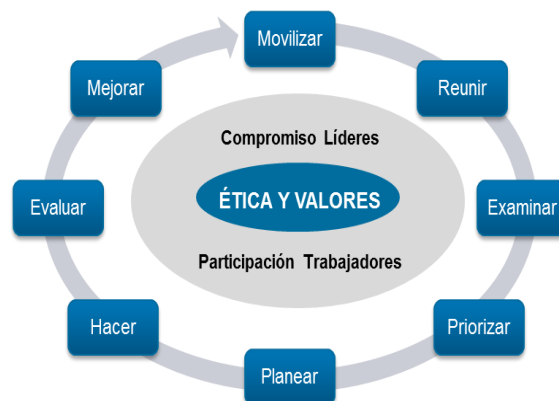 Movilizar
Reunir
Examinar
Priorizar
Planear
Hacer
Evaluar
Mejorar
Compromiso Líderes
ÉTICA Y VALORES
Participación Trabajadores